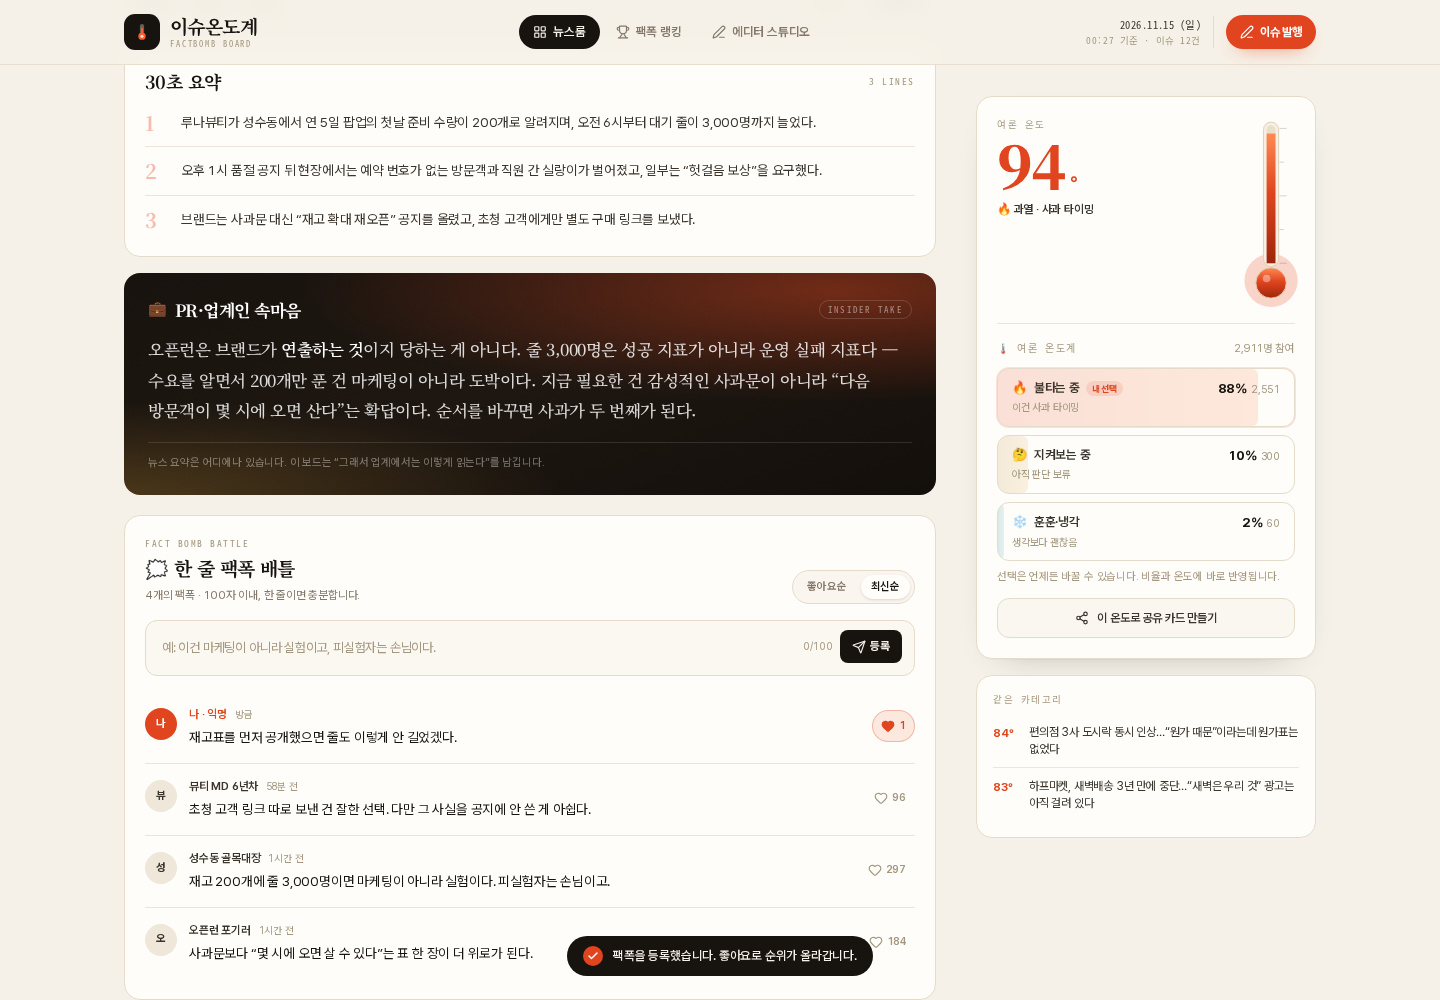 이슈온도계
FACTBOMB BOARD
뉴스룸
팩폭 랭킹
에디터 스튜디오
2026.11.15 (일)
00:27 기준 · 이슈 12건
이슈 발행
30초 요약
3 LINES
1 루나뷰티가 성수동에서 연 5일 팝업의 첫날 준비 수량이 200개로 알려지며, 오전 6시부터 대기 줄이 3,000명까지 늘었다.
2 오후 1시 품절 공지 뒤 현장에서는 예약 번호가 없는 방문객과 직원 간 실랑이가 벌어졌고, 일부는 “헛걸음 보상”을 요구했다.
3 브랜드는 사과문 대신 “재고 확대 재오픈” 공지를 올렸고, 초청 고객에게만 별도 구매 링크를 보냈다.
PR·업계인 속마음
INSIDER TAKE
오픈런은 브랜드가 연출하는 것이지 당하는 게 아니다. 줄 3,000명은 성공 지표가 아니라 운영 실패 지표다 —
수요를 알면서 200개만 푼 건 마케팅이 아니라 도박이다. 지금 필요한 건 감성적인 사과문이 아니라 “다음
방문객이 몇 시에 오면 산다”는 확답이다. 순서를 바꾸면 사과가 두 번째가 된다.
뉴스 요약은 어디에나 있습니다. 이 보드는 “그래서 업계에서는 이렇게 읽는다”를 남깁니다.
FACT BOMB BATTLE
한 줄 팩폭 배틀
4개의 팩폭 · 100자 이내, 한 줄이면 충분합니다.
좋아요순
최신순
예: 이건 마케팅이 아니라 실험이고, 피실험자는 손님이다.
0/100
등록
나
나 · 익명 방금
재고표를 먼저 공개했으면 줄도 이렇게 안 길었겠다.
1
뷰
뷰티 MD 6년차 58분 전
초청 고객 링크 따로 보낸 건 잘한 선택. 다만 그 사실을 공지에 안 쓴 게 아쉽다.
96
성
성수동 골목대장 1시간 전
재고 200개에 줄 3,000명이면 마케팅이 아니라 실험이다. 피실험자는 손님이고.
297
오
오픈런 포기러 1시간 전
사과문보다 “몇 시에 오면 살 수 있다”는 표 한 장이 더 위로가 된다.
184
팩폭을 등록했습니다. 좋아요로 순위가 올라갑니다.
여론 온도
94°
🔥 과열 · 사과 타이밍
여론 온도계
2,911명 참여
불타는 중 내 선택
88% 2,551
이건 사과 타이밍
지켜보는 중
10% 300
아직 판단 보류
훈훈·냉각
2% 60
생각보다 괜찮음
선택은 언제든 바꿀 수 있습니다. 비율과 온도에 바로 반영됩니다.
이 온도로 공유 카드 만들기
같은 카테고리
84° 편의점 3사 도시락 동시 인상…“원가 때문”이라는데 원가표는
없었다
83° 하프마켓, 새벽배송 3년 만에 중단…“새벽은 우리 것” 광고는
아직 걸려 있다